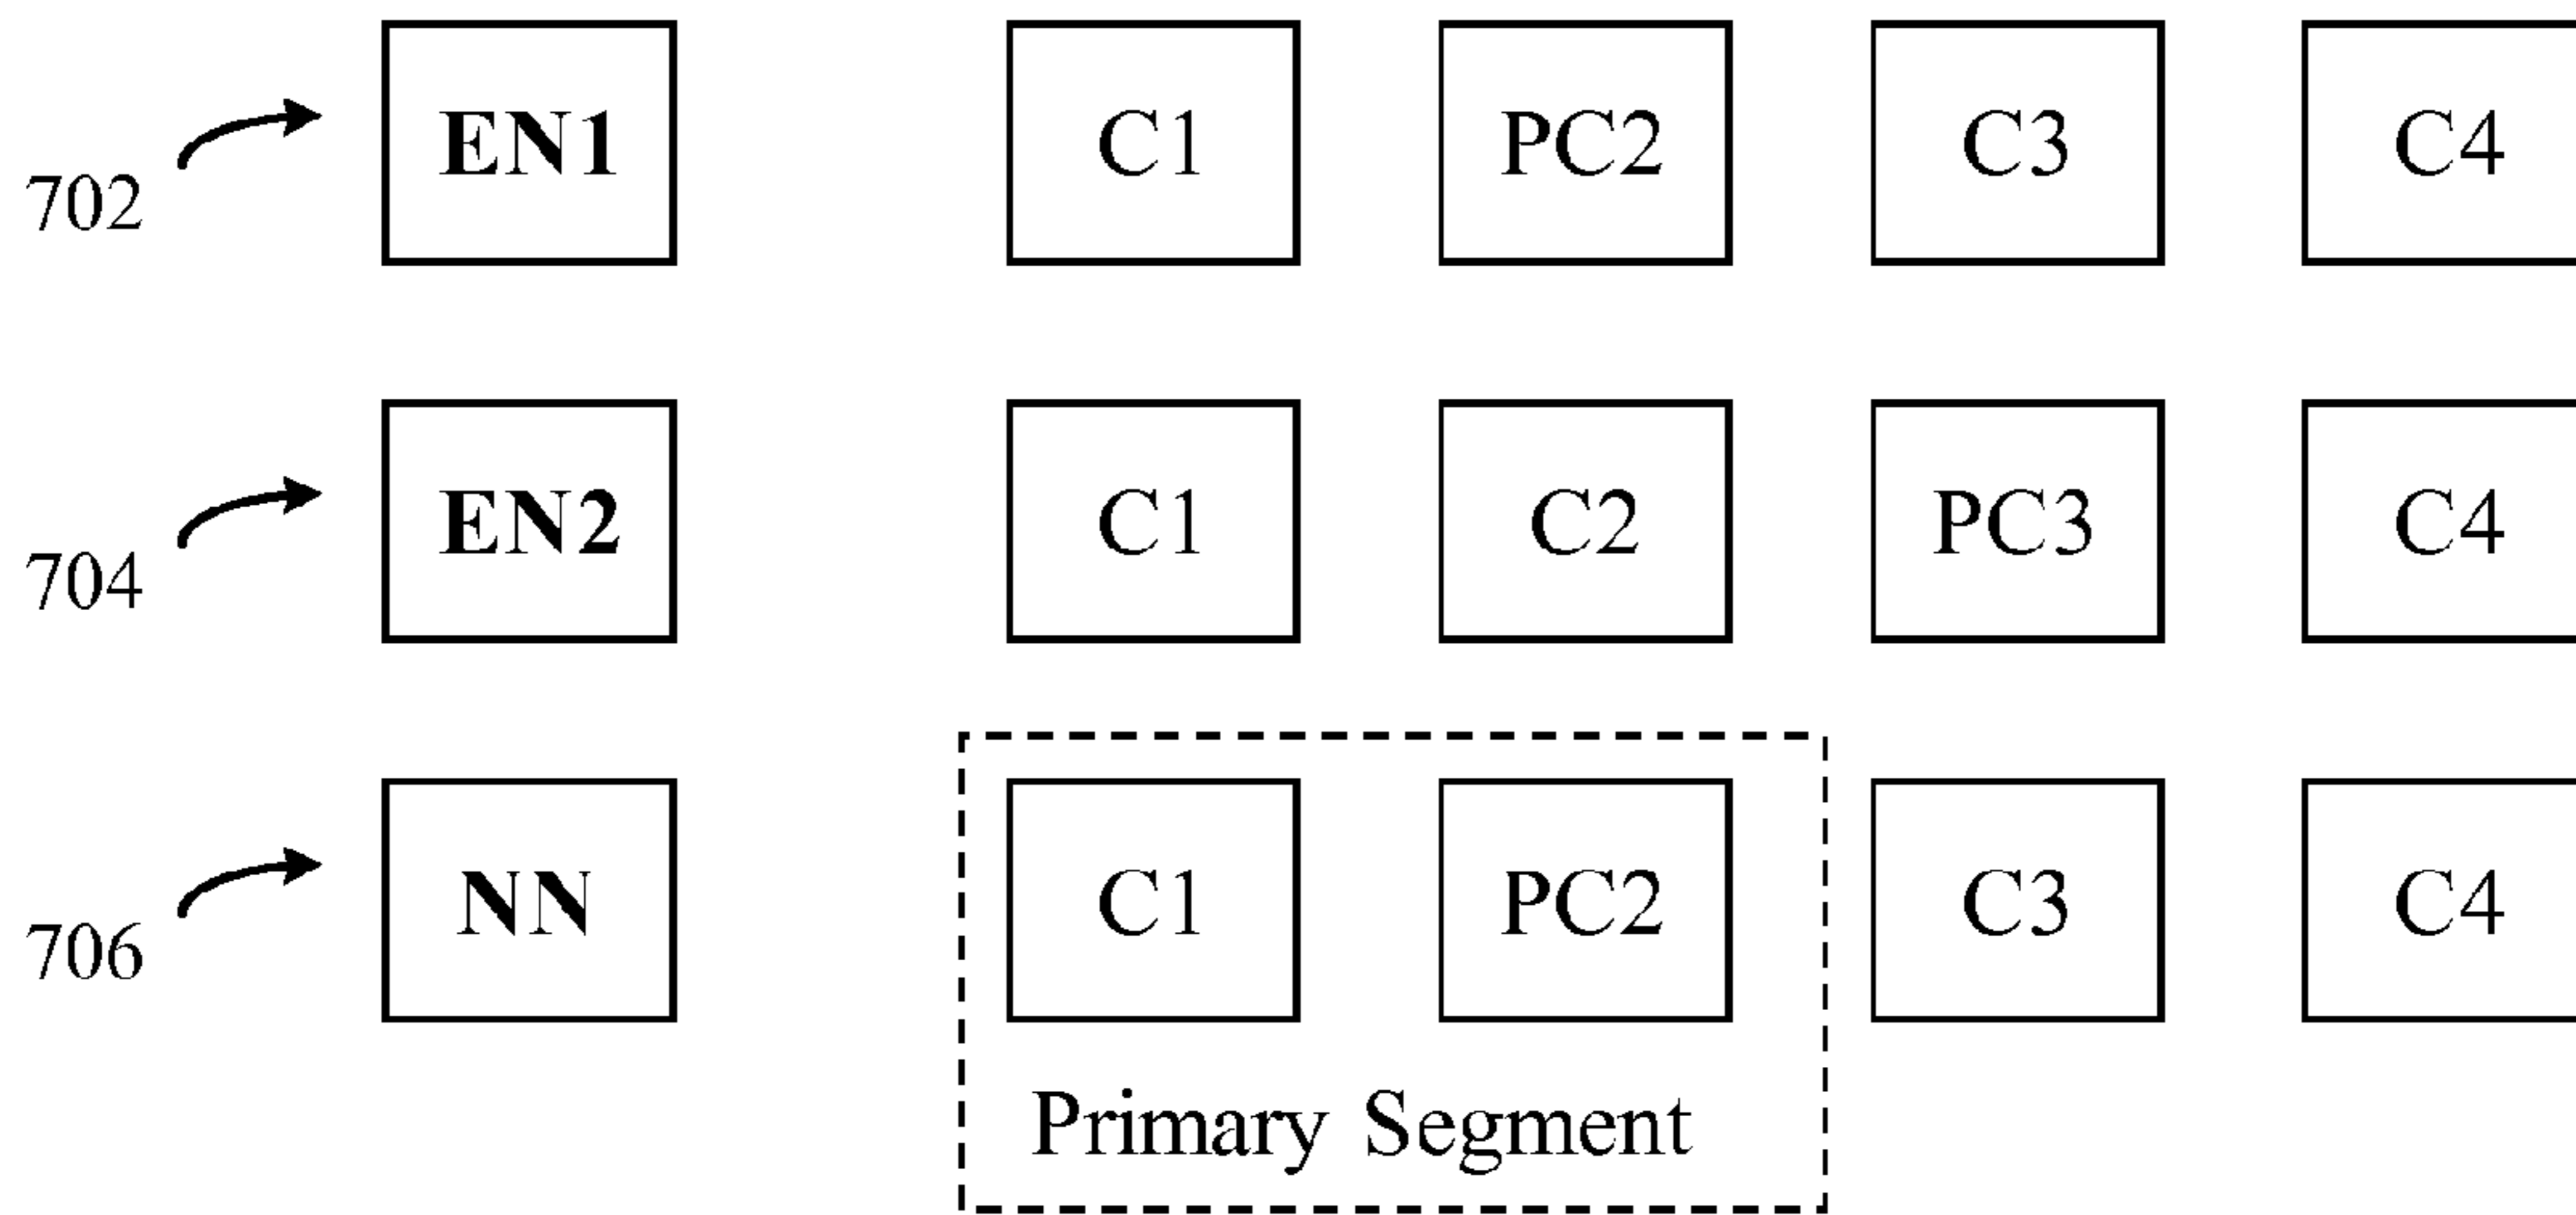 EN1 C1 PC2 C3 C4
702
EN2 C1 C2 PC3 C4
704
NN C1 PC2 C3 C4
706
Primary Segment